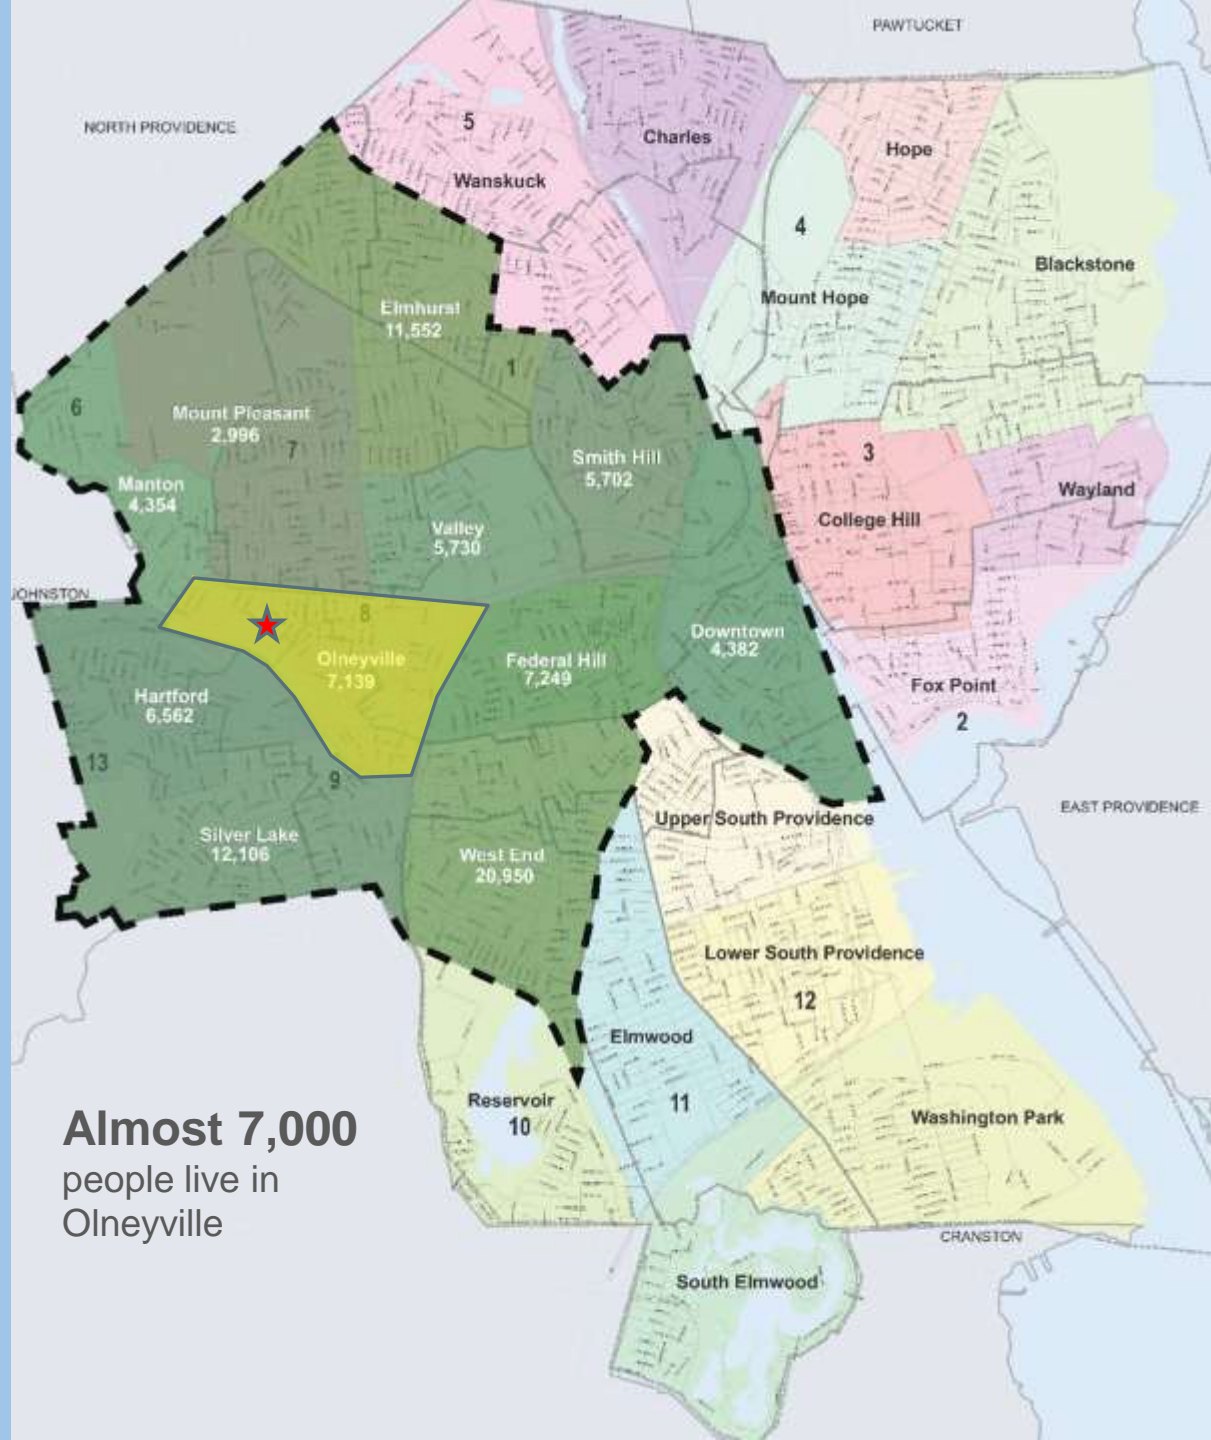 PAWTUCKET
NORTH PROVIDENCE
5
Charles
Hope
Wanskuck
4
Blackstone
Mount Hope
Elmhurst
11,552
1
6
Mount Pleasant
2,996
7
Smith Hill
5,702
3
Manton
4,354
Wayland
College Hill
Valley
5,730
JOHNSTON
8
Downtown
4,382
Olneyville
7,139
Federal Hill
7,249
Fox Point
2
Hartford
6,562
13
9
EAST PROVIDENCE
Upper South Providence
Silver Lake
12,106
West End
20,950
Lower South Providence
12
Elmwood
11
Reservoir
10
Washington Park
Almost 7,000
people live in
Olneyville
CRANSTON
South Elmwood